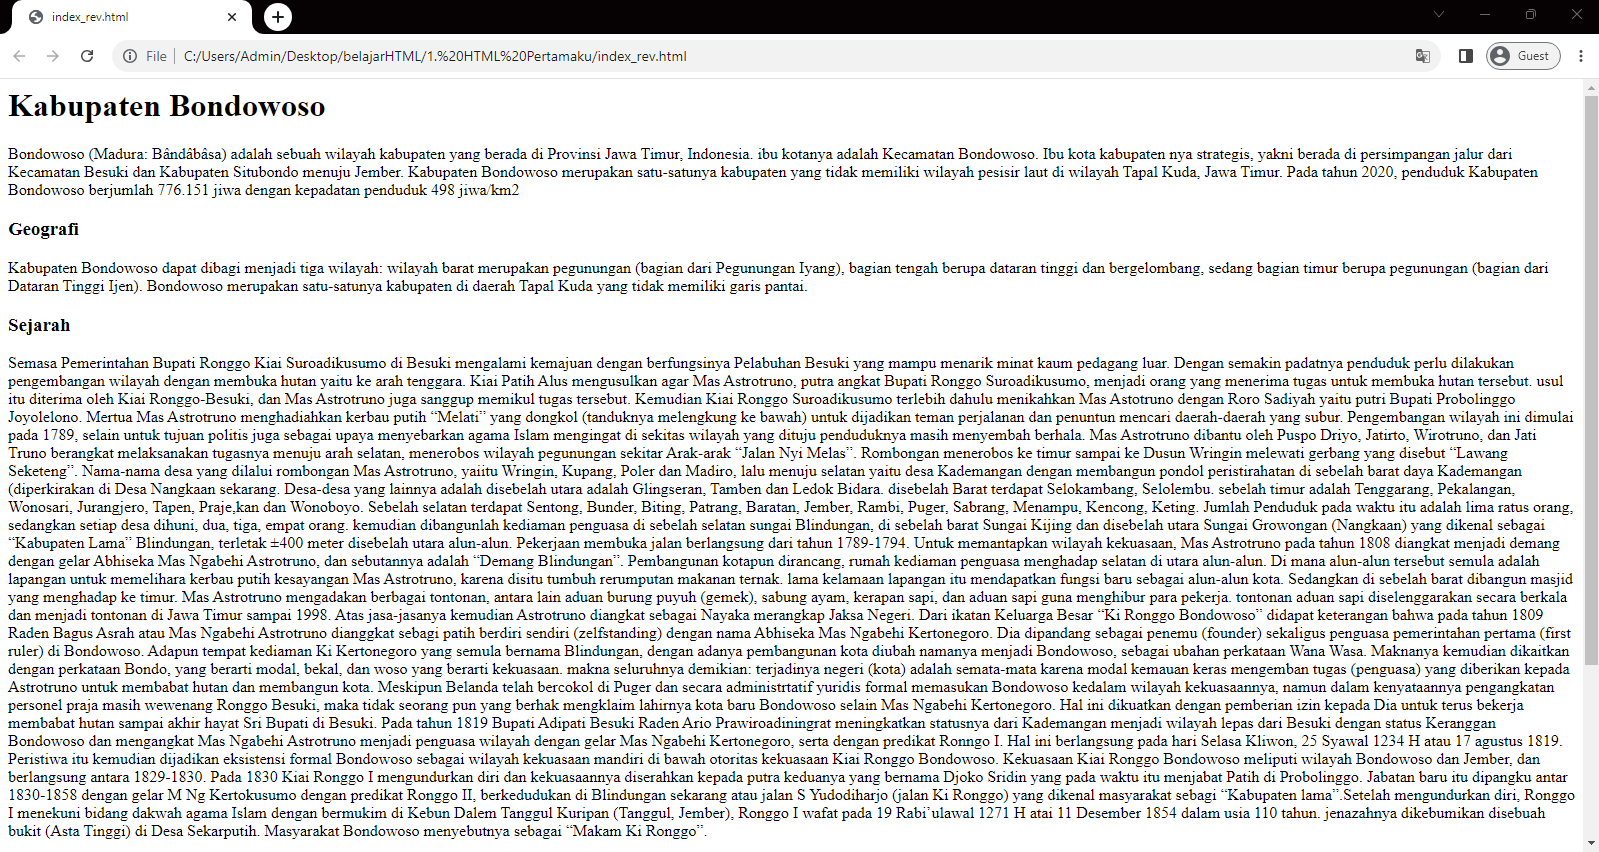 index_rev.html
File
C:/Users/Admin/Desktop/belajarHTML/1.%20HTML%20Pertamaku/index_rev.html
Guest
Kabupaten Bondowoso
Bondowoso (Madura: Bândâbâsa) adalah sebuah wilayah kabupaten yang berada di Provinsi Jawa Timur, Indonesia. ibu kotanya adalah Kecamatan Bondowoso. Ibu kota kabupaten nya strategis, yakni berada di persimpangan jalur dari
Kecamatan Besuki dan Kabupaten Situbondo menuju Jember. Kabupaten Bondowoso merupakan satu-satunya kabupaten yang tidak memiliki wilayah pesisir laut di wilayah Tapal Kuda, Jawa Timur. Pada tahun 2020, penduduk Kabupaten
Bondowoso berjumlah 776.151 jiwa dengan kepadatan penduduk 498 jiwa/km2
Geografi
Kabupaten Bondowoso dapat dibagi menjadi tiga wilayah: wilayah barat merupakan pegunungan (bagian dari Pegunungan Iyang), bagian tengah berupa dataran tinggi dan bergelombang, sedang bagian timur berupa pegunungan (bagian dari
Dataran Tinggi Ijen). Bondowoso merupakan satu-satunya kabupaten di daerah Tapal Kuda yang tidak memiliki garis pantai.
Sejarah
Semasa Pemerintahan Bupati Ronggo Kiai Suroadikusumo di Besuki mengalami kemajuan dengan berfungsinya Pelabuhan Besuki yang mampu menarik minat kaum pedagang luar. Dengan semakin padatnya penduduk perlu dilakukan
pengembangan wilayah dengan membuka hutan yaitu ke arah tenggara. Kiai Patih Alus mengusulkan agar Mas Astrotruno, putra angkat Bupati Ronggo Suroadikusumo, menjadi orang yang menerima tugas untuk membuka hutan tersebut. usul
itu diterima oleh Kiai Ronggo-Besuki, dan Mas Astrotruno juga sanggup memikul tugas tersebut. Kemudian Kiai Ronggo Suroadikusumo terlebih dahulu menikahkan Mas Astotruno dengan Roro Sadiyah yaitu putri Bupati Probolinggo
Joyolelono. Mertua Mas Astrotruno menghadiahkan kerbau putih “Melati” yang dongkol (tanduknya melengkung ke bawah) untuk dijadikan teman perjalanan dan penuntun mencari daerah-daerah yang subur. Pengembangan wilayah ini dimulai
pada 1789, selain untuk tujuan politis juga sebagai upaya menyebarkan agama Islam mengingat di sekitas wilayah yang dituju penduduknya masih menyembah berhala. Mas Astrotruno dibantu oleh Puspo Driyo, Jatirto, Wirotruno, dan Jati
Truno berangkat melaksanakan tugasnya menuju arah selatan, menerobos wilayah pegunungan sekitar Arak-arak “Jalan Nyi Melas”. Rombongan menerobos ke timur sampai ke Dusun Wringin melewati gerbang yang disebut “Lawang
Seketeng”. Nama-nama desa yang dilalui rombongan Mas Astrotruno, yaiitu Wringin, Kupang, Poler dan Madiro, lalu menuju selatan yaitu desa Kademangan dengan membangun pondol peristirahatan di sebelah barat daya Kademangan
(diperkirakan di Desa Nangkaan sekarang. Desa-desa yang lainnya adalah disebelah utara adalah Glingseran, Tamben dan Ledok Bidara. disebelah Barat terdapat Selokambang, Selolembu. sebelah timur adalah Tenggarang, Pekalangan,
Wonosari, Jurangjero, Tapen, Praje,kan dan Wonoboyo. Sebelah selatan terdapat Sentong, Bunder, Biting, Patrang, Baratan, Jember, Rambi, Puger, Sabrang, Menampu, Kencong, Keting. Jumlah Penduduk pada waktu itu adalah lima ratus orang,
sedangkan setiap desa dihuni, dua, tiga, empat orang. kemudian dibangunlah kediaman penguasa di sebelah selatan sungai Blindungan, di sebelah barat Sungai Kijing dan disebelah utara Sungai Growongan (Nangkaan) yang dikenal sebagai
“Kabupaten Lama” Blindungan, terletak ±400 meter disebelah utara alun-alun. Pekerjaan membuka jalan berlangsung dari tahun 1789-1794. Untuk memantapkan wilayah kekuasaan, Mas Astrotruno pada tahun 1808 diangkat menjadi demang
dengan gelar Abhiseka Mas Ngabehi Astrotruno, dan sebutannya adalah “Demang Blindungan”. Pembangunan kotapun dirancang, rumah kediaman penguasa menghadap selatan di utara alun-alun. Di mana alun-alun tersebut semula adalah
lapangan untuk memelihara kerbau putih kesayangan Mas Astrotruno, karena disitu tumbuh rerumputan makanan ternak. lama kelamaan lapangan itu mendapatkan fungsi baru sebagai alun-alun kota. Sedangkan di sebelah barat dibangun masjid
yang menghadap ke timur. Mas Astrotruno mengadakan berbagai tontonan, antara lain aduan burung puyuh (gemek), sabung ayam, kerapan sapi, dan aduan sapi guna menghibur para pekerja. tontonan aduan sapi diselenggarakan secara berkala
dan menjadi tontonan di Jawa Timur sampai 1998. Atas jasa-jasanya kemudian Astrotruno diangkat sebagai Nayaka merangkap Jaksa Negeri. Dari ikatan Keluarga Besar “Ki Ronggo Bondowoso” didapat keterangan bahwa pada tahun 1809
Raden Bagus Asrah atau Mas Ngabehi Astrotruno dianggkat sebagi patih berdiri sendiri (zelfstanding) dengan nama Abhiseka Mas Ngabehi Kertonegoro. Dia dipandang sebagai penemu (founder) sekaligus penguasa pemerintahan pertama (first
ruler) di Bondowoso. Adapun tempat kediaman Ki Kertonegoro yang semula bernama Blindungan, dengan adanya pembangunan kota diubah namanya menjadi Bondowoso, sebagai ubahan perkataan Wana Wasa. Maknanya kemudian dikaitkan
dengan perkataan Bondo, yang berarti modal, bekal, dan woso yang berarti kekuasaan. makna seluruhnya demikian: terjadinya negeri (kota) adalah semata-mata karena modal kemauan keras mengemban tugas (penguasa) yang diberikan kepada
Astrotruno untuk membabat hutan dan membangun kota. Meskipun Belanda telah bercokol di Puger dan secara administrtatif yuridis formal memasukan Bondowoso kedalam wilayah kekuasaannya, namun dalam kenyataannya pengangkatan
personel praja masih wewenang Ronggo Besuki, maka tidak seorang pun yang berhak mengklaim lahirnya kota baru Bondowoso selain Mas Ngabehi Kertonegoro. Hal ini dikuatkan dengan pemberian izin kepada Dia untuk terus bekerja
membabat hutan sampai akhir hayat Sri Bupati di Besuki. Pada tahun 1819 Bupati Adipati Besuki Raden Ario Prawiroadiningrat meningkatkan statusnya dari Kademangan menjadi wilayah lepas dari Besuki dengan status Keranggan
Bondowoso dan mengangkat Mas Ngabehi Astrotruno menjadi penguasa wilayah dengan gelar Mas Ngabehi Kertonegoro, serta dengan predikat Ronngo I. Hal ini berlangsung pada hari Selasa Kliwon, 25 Syawal 1234 H atau 17 agustus 1819.
Peristiwa itu kemudian dijadikan eksistensi formal Bondowoso sebagai wilayah kekuasaan mandiri di bawah otoritas kekuasaan Kiai Ronggo Bondowoso. Kekuasaan Kiai Ronggo Bondowoso meliputi wilayah Bondowoso dan Jember, dan
berlangsung antara 1829-1830. Pada 1830 Kiai Ronggo I mengundurkan diri dan kekuasaannya diserahkan kepada putra keduanya yang bernama Djoko Sridin yang pada waktu itu menjabat Patih di Probolinggo. Jabatan baru itu dipangku antar
1830-1858 dengan gelar M Ng Kertokusumo dengan predikat Ronggo II, berkedudukan di Blindungan sekarang atau jalan S Yudodiharjo (jalan Ki Ronggo) yang dikenal masyarakat sebagi “Kabupaten lama”.Setelah mengundurkan diri, Ronggo
I menekuni bidang dakwah agama Islam dengan bermukim di Kebun Dalem Tanggul Kuripan (Tanggul, Jember), Ronggo I wafat pada 19 Rabi’ulawal 1271 H atai 11 Desember 1854 dalam usia 110 tahun. jenazahnya dikebumikan disebuah
bukit (Asta Tinggi) di Desa Sekarputih. Masyarakat Bondowoso menyebutnya sebagai “Makam Ki Ronggo”.